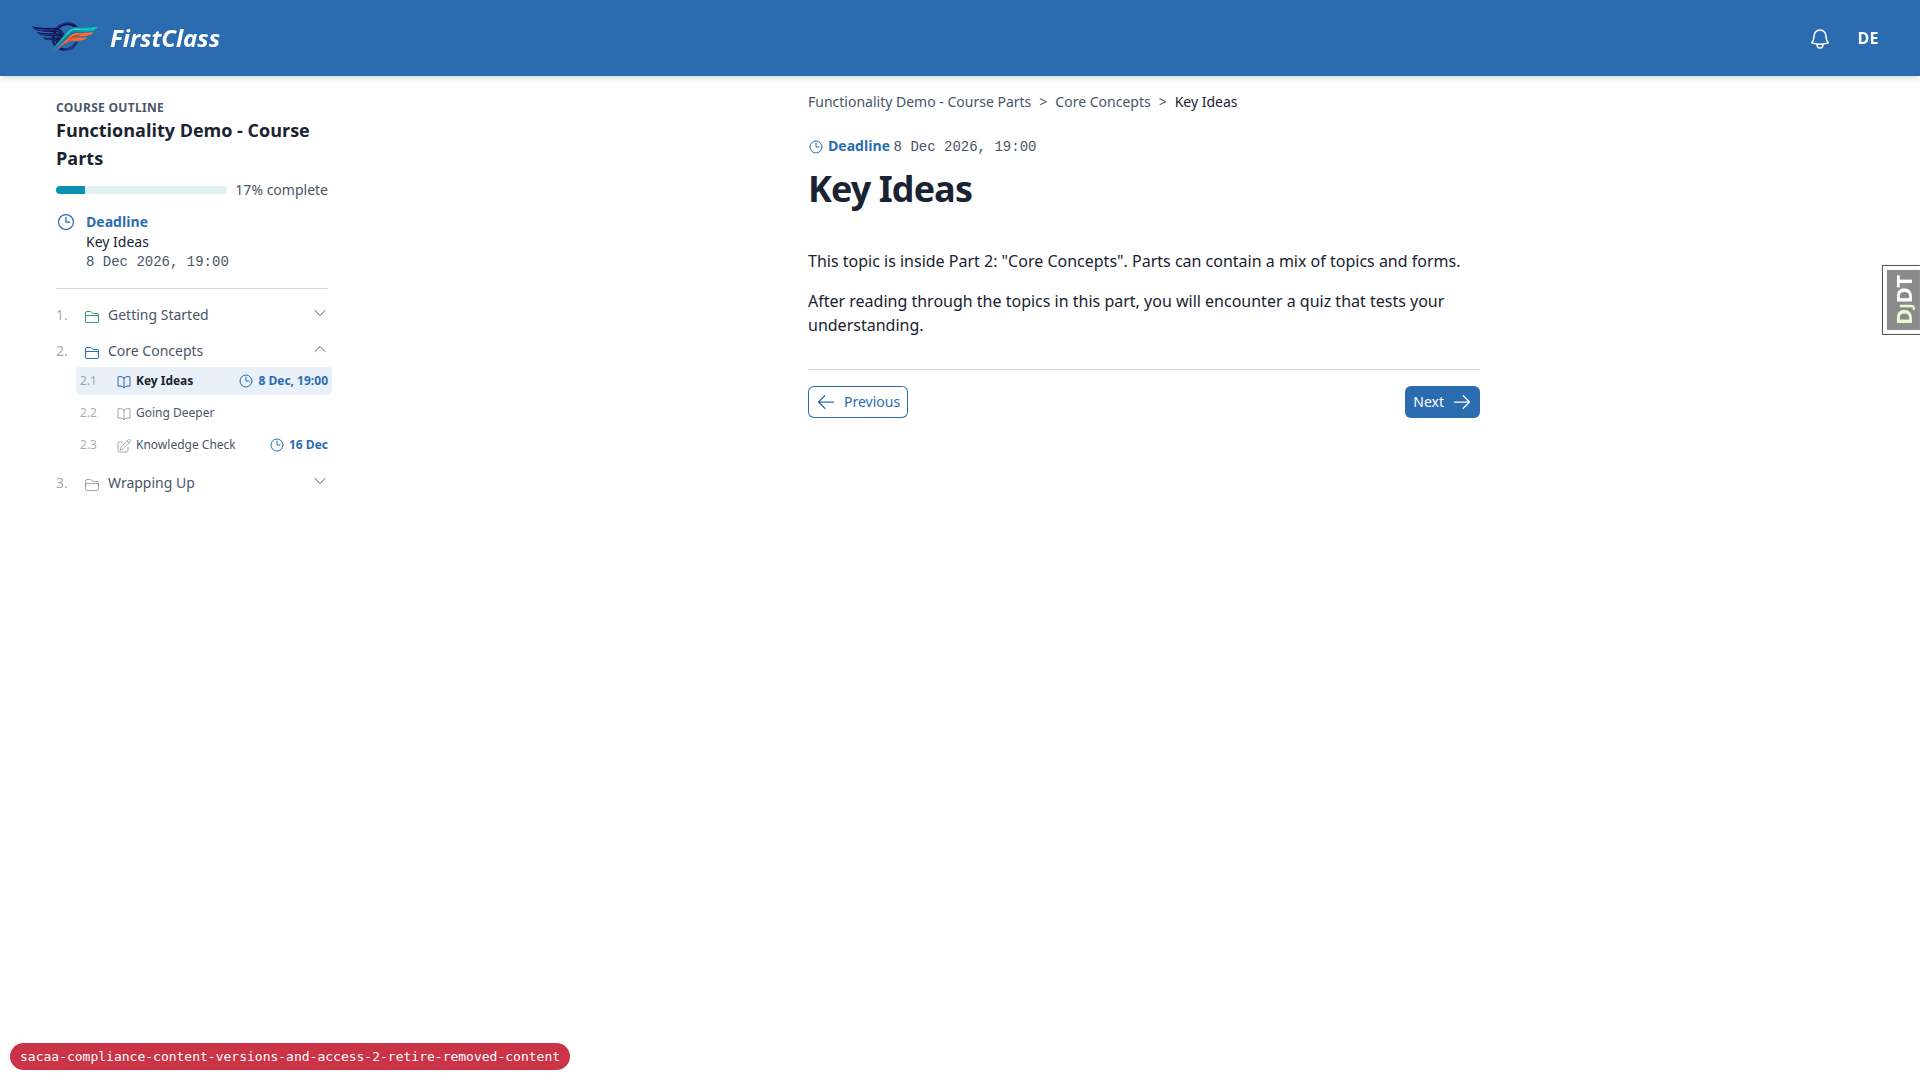 FirstClass
DE
COURSE OUTLINE
Functionality Demo - Course
Parts
17% complete
Deadline
Key Ideas
8 Dec 2026, 19:00
1. Getting Started
2. Core Concepts
2.1 Key Ideas 8 Dec, 19:00
2.2 Going Deeper
2.3 Knowledge Check 16 Dec
3. Wrapping Up
Functionality Demo - Course Parts > Core Concepts > Key Ideas
Deadline 8 Dec 2026, 19:00
Key Ideas
This topic is inside Part 2: "Core Concepts". Parts can contain a mix of topics and forms.
After reading through the topics in this part, you will encounter a quiz that tests your
understanding.
Previous
Next
DJDT
sacaa-compliance-content-versions-and-access-2-retire-removed-content